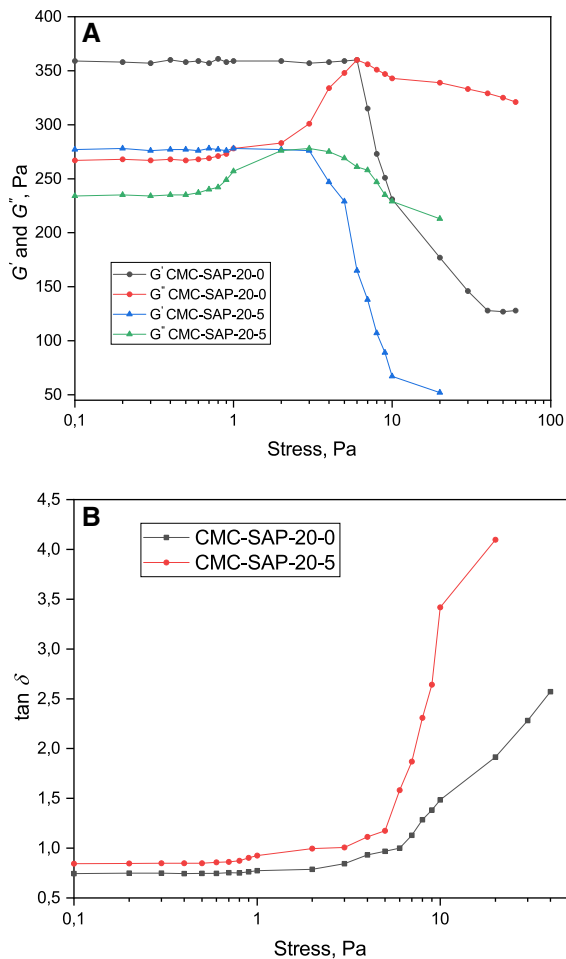 A
400
350
300
250
200
150
100
50
G' and G", Pa
G' CMC-SAP-20-0
G" CMC-SAP-20-0
G' CMC-SAP-20-5
G" CMC-SAP-20-5
0,1 1 10 100
Stress, Pa
B
4,5
4,0
3,5
3,0
2,5
2,0
1,5
1,0
0,5
tan δ
CMC-SAP-20-0
CMC-SAP-20-5
0,1 1 10
Stress, Pa